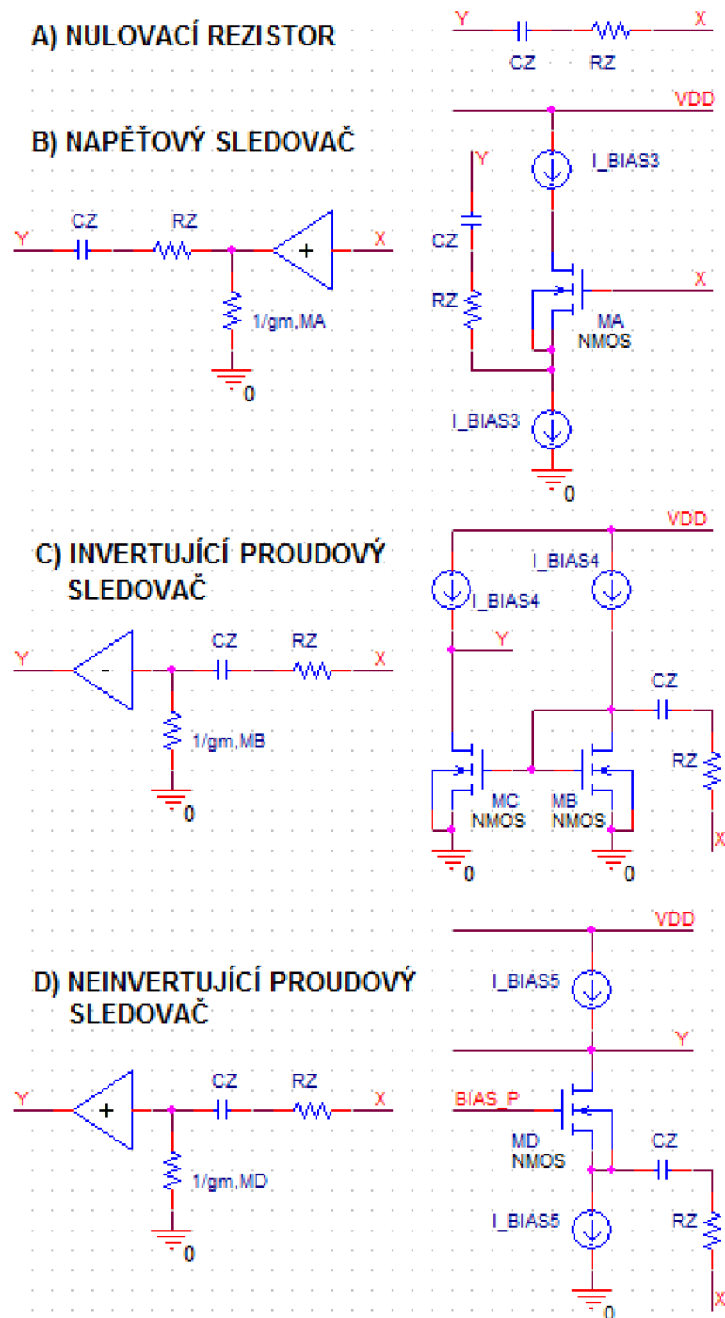 A) NULOVACÍ REZISTOR
Y
CZ
RZ
X
B) NAPĚŤOVÝ SLEDOVAČ
VDD
I_BIAS3
Y
CZ
RZ
X
1/gm,MA
0
Y
CZ
RZ
X
MA
NMOS
I_BIAS3
0
C) INVERTUJÍCÍ PROUDOVÝ
SLEDOVAČ
VDD
I_BIAS4
I_BIAS4
Y
Y
-
CZ
RZ
X
1/gm,MB
0
CZ
RZ
MC
NMOS
MB
NMOS
X
0
0
D) NEINVERTUJÍCÍ PROUDOVÝ
SLEDOVAČ
VDD
I_BIAS5
Y
Y
+
CZ
RZ
X
1/gm,MD
0
BIAS_P
MD
NMOS
CZ
RZ
I_BIAS5
X
0